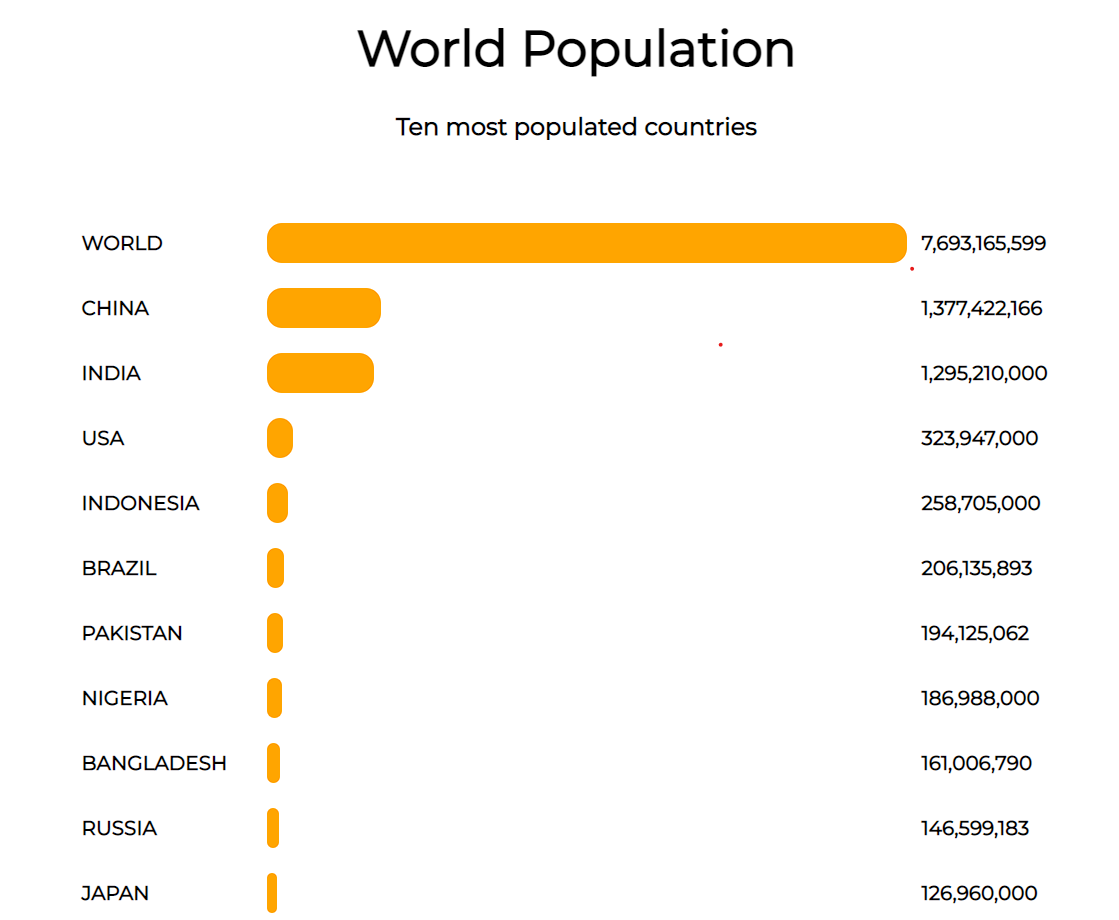 World Population
Ten most populated countries
WORLD 7,693,165,599
CHINA 1,377,422,166
INDIA 1,295,210,000
USA 323,947,000
INDONESIA 258,705,000
BRAZIL 206,135,893
PAKISTAN 194,125,062
NIGERIA 186,988,000
BANGLADESH 161,006,790
RUSSIA 146,599,183
JAPAN 126,960,000